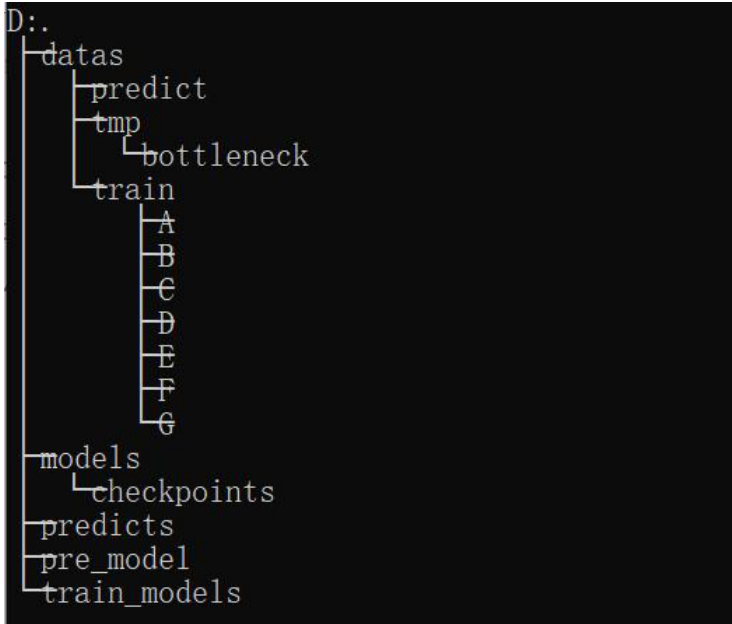 D:.
├─datas
│  ├─predict
│  ├─tmp
│  │  └─bottleneck
│  └─train
│      ├─A
│      ├─B
│      ├─C
│      ├─D
│      ├─E
│      ├─F
│      └─G
├─models
│  └─checkpoints
├─predicts
├─pre_model
└─train_models